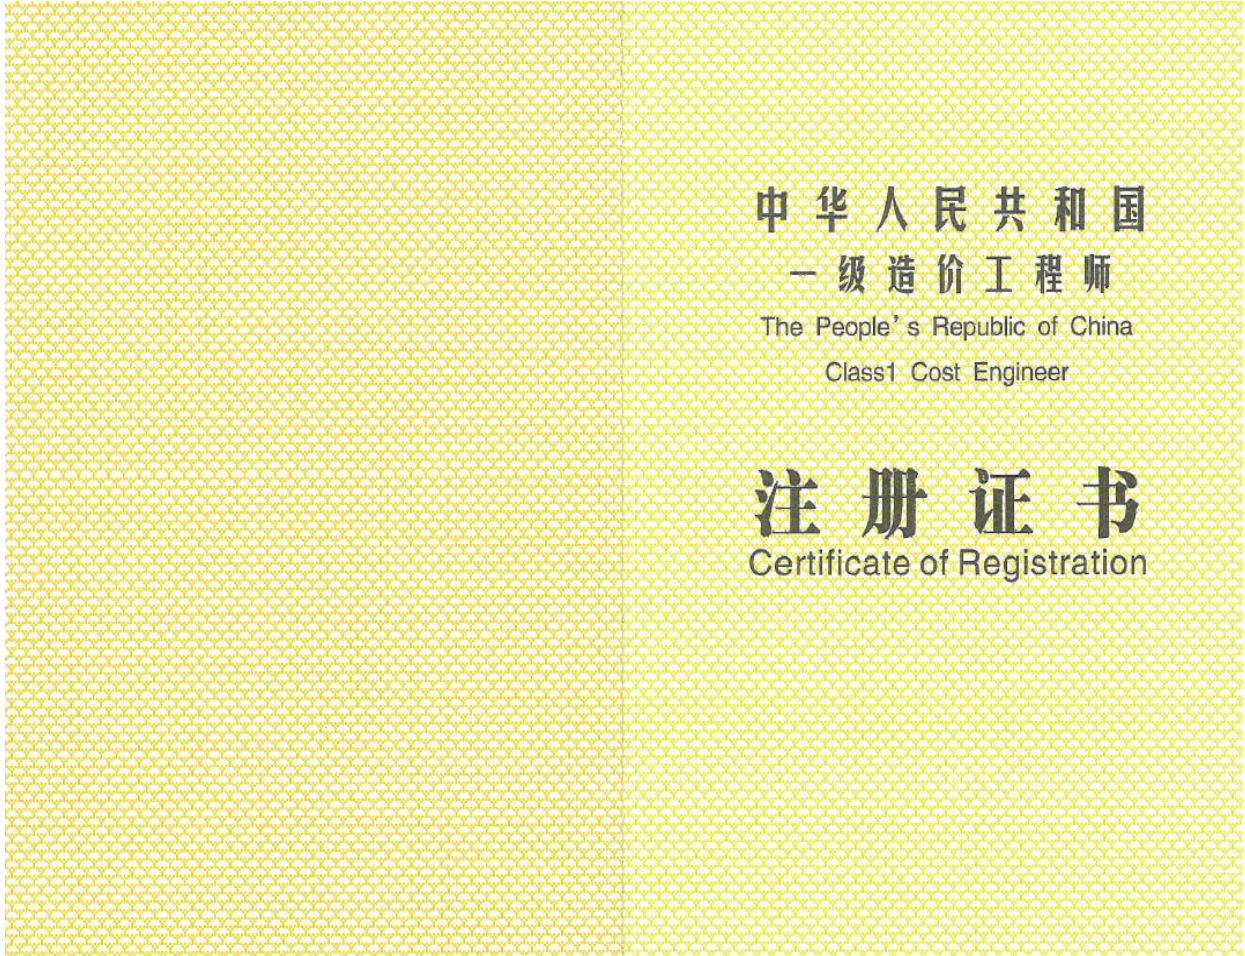 中华人民共和国
一级造价工程师
The People's Republic of China
Class1 Cost Engineer
注册证书
Certificate of Registration